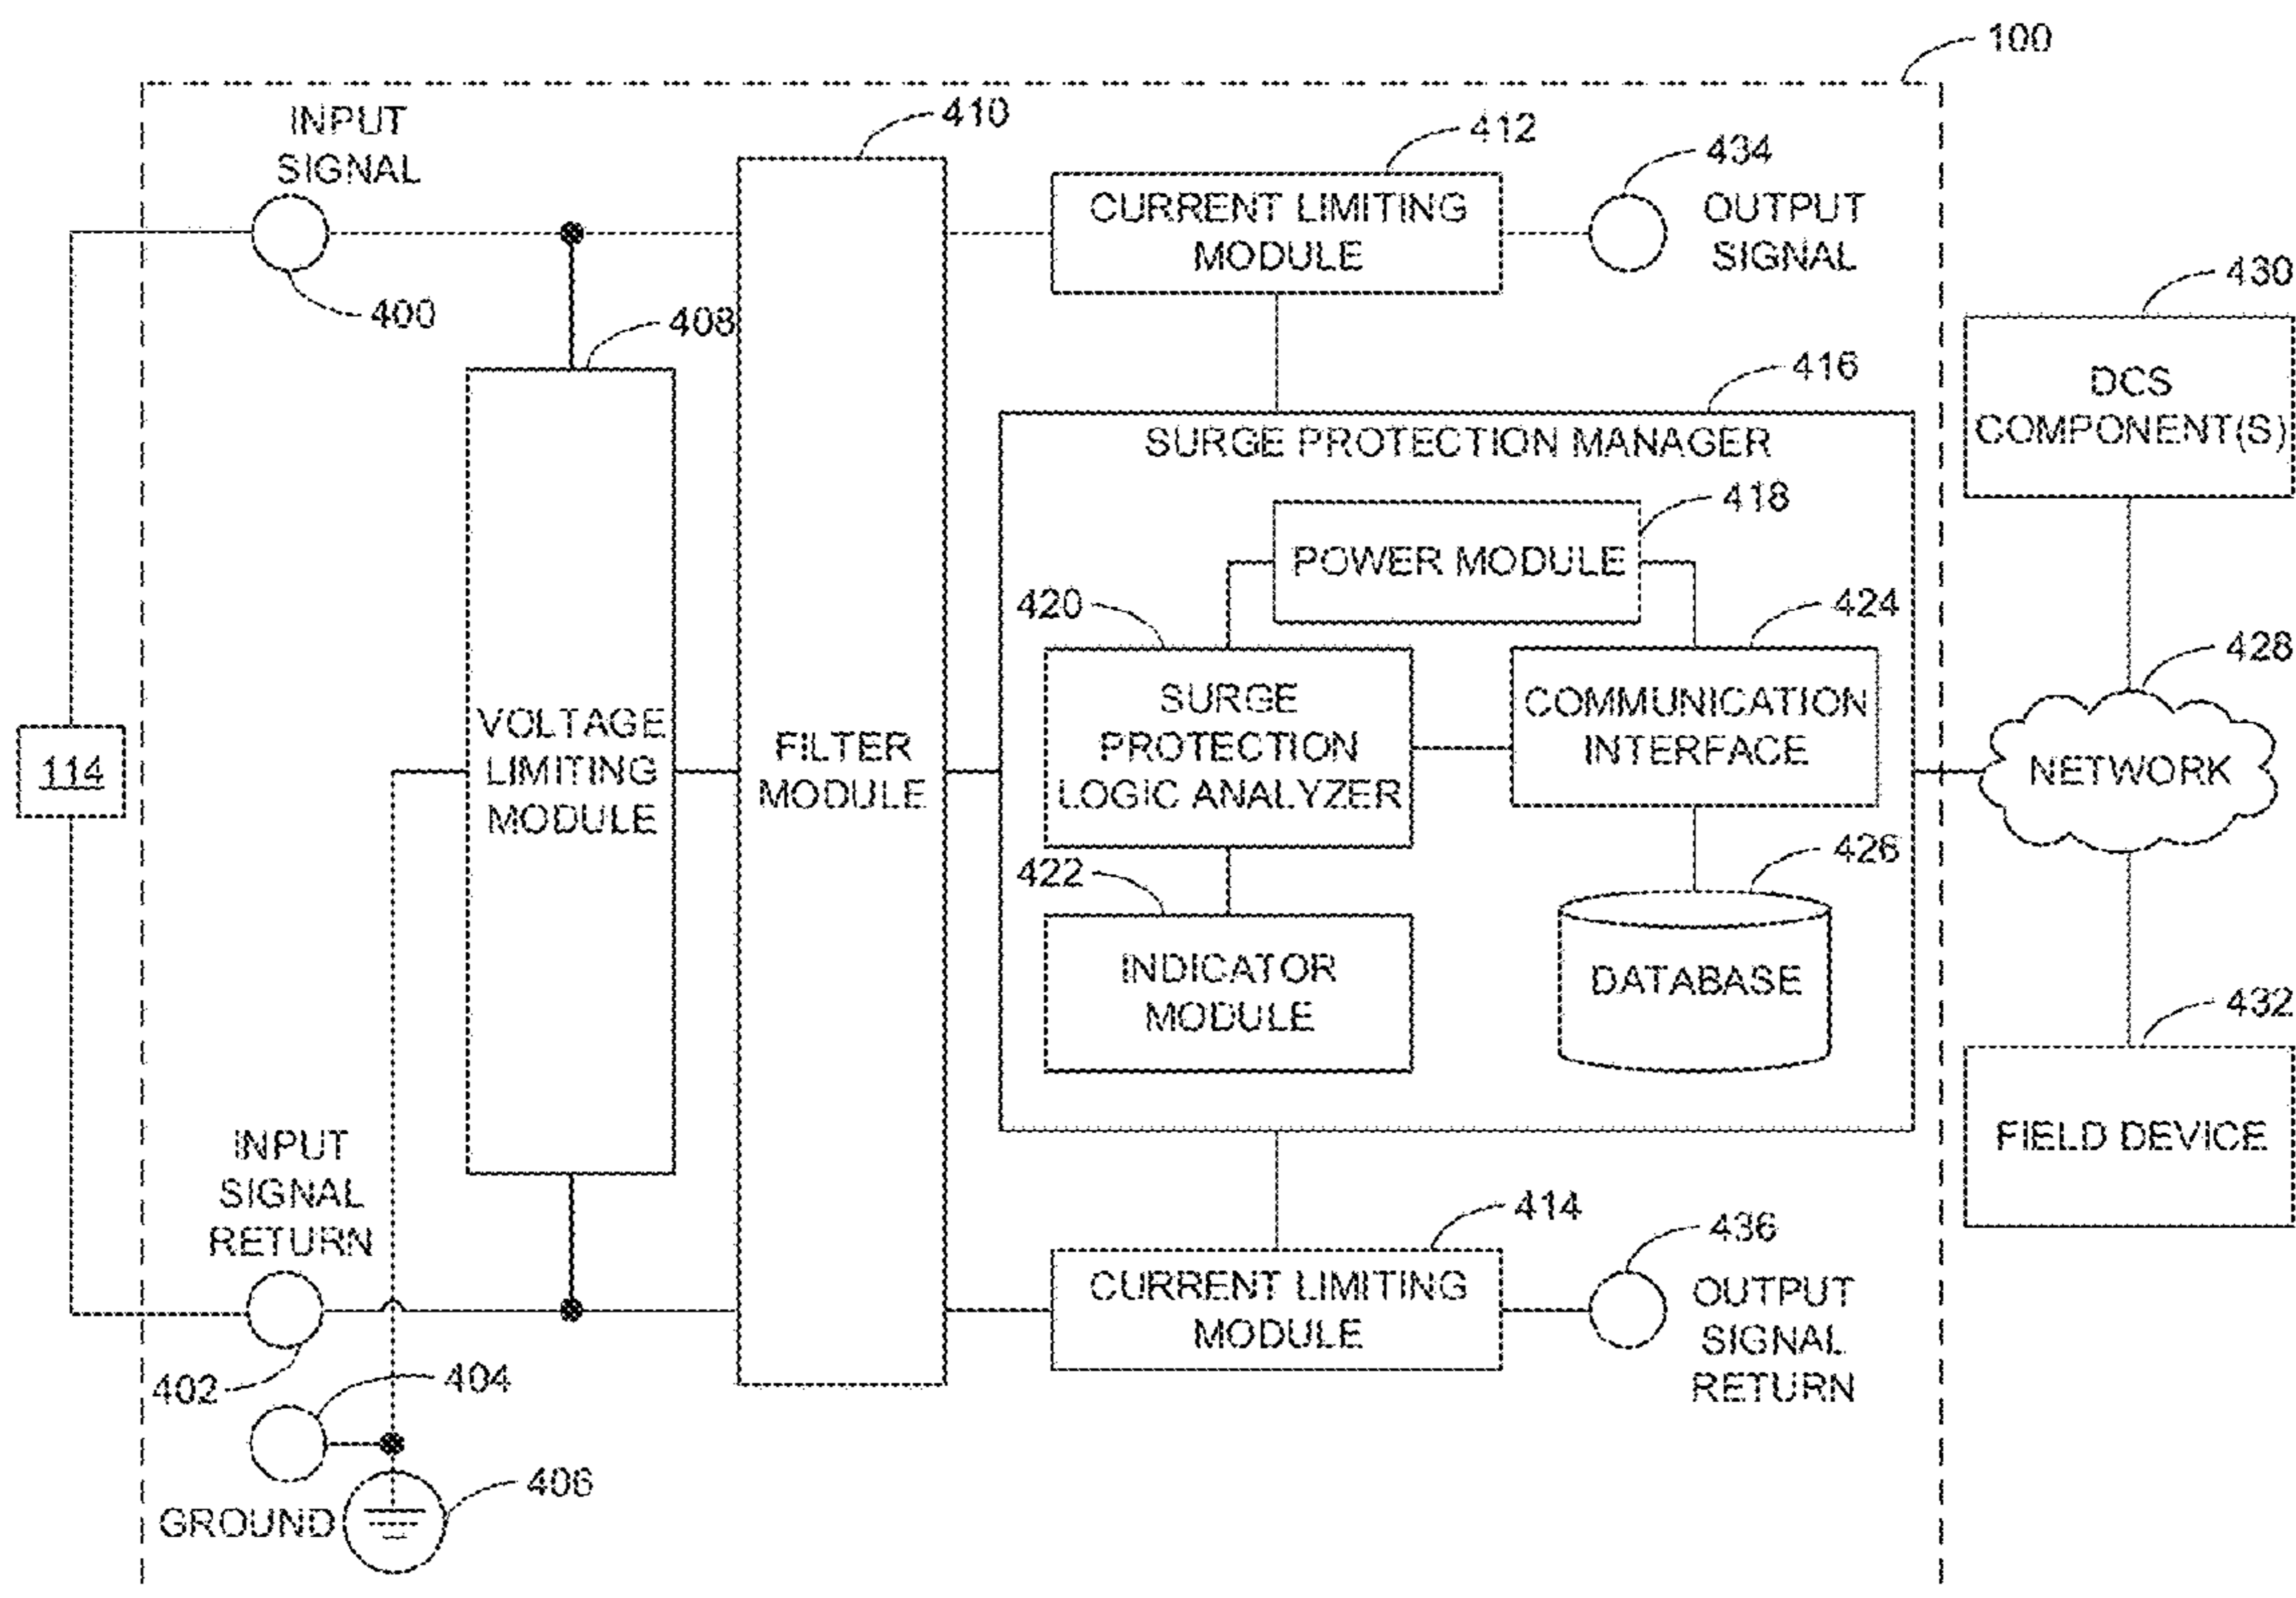 100
INPUT
SIGNAL
410
412
434
CURRENT LIMITING
MODULE
OUTPUT
SIGNAL
400
408
430
DCS
COMPONENT(S)
416
SURGE PROTECTION MANAGER
418
POWER MODULE
420
424
428
SURGE
PROTECTION
LOGIC ANALYZER
COMMUNICATION
INTERFACE
NETWORK
114
VOLTAGE
LIMITING
MODULE
FILTER
MODULE
422
426
INDICATOR
MODULE
DATABASE
432
FIELD DEVICE
INPUT
SIGNAL
RETURN
414
436
CURRENT LIMITING
MODULE
OUTPUT
SIGNAL
RETURN
402
404
406
GROUND